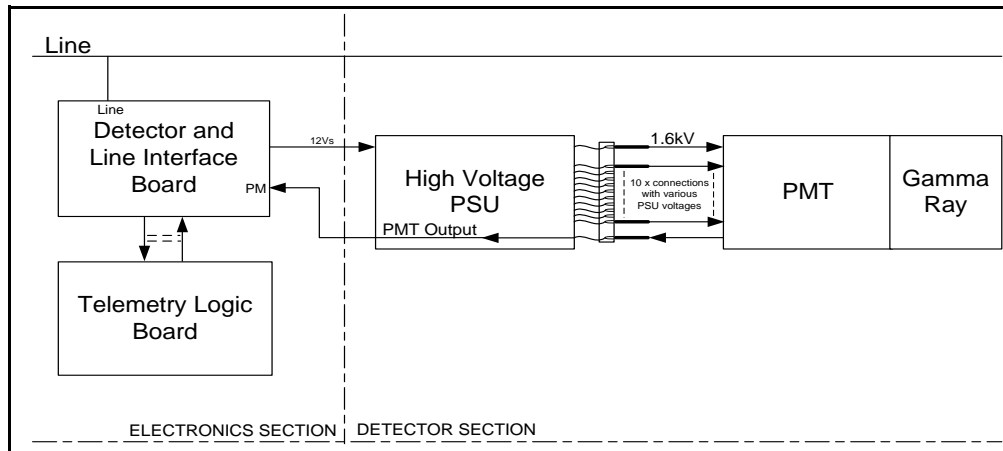 Line
Line
Detector and
Line Interface
Board
PM
12Vs
High Voltage
PSU
PMT Output
1.6kV
10 x connections
with various
PSU voltages
PMT
Gamma
Ray
Telemetry Logic
Board
ELECTRONICS SECTION
DETECTOR SECTION